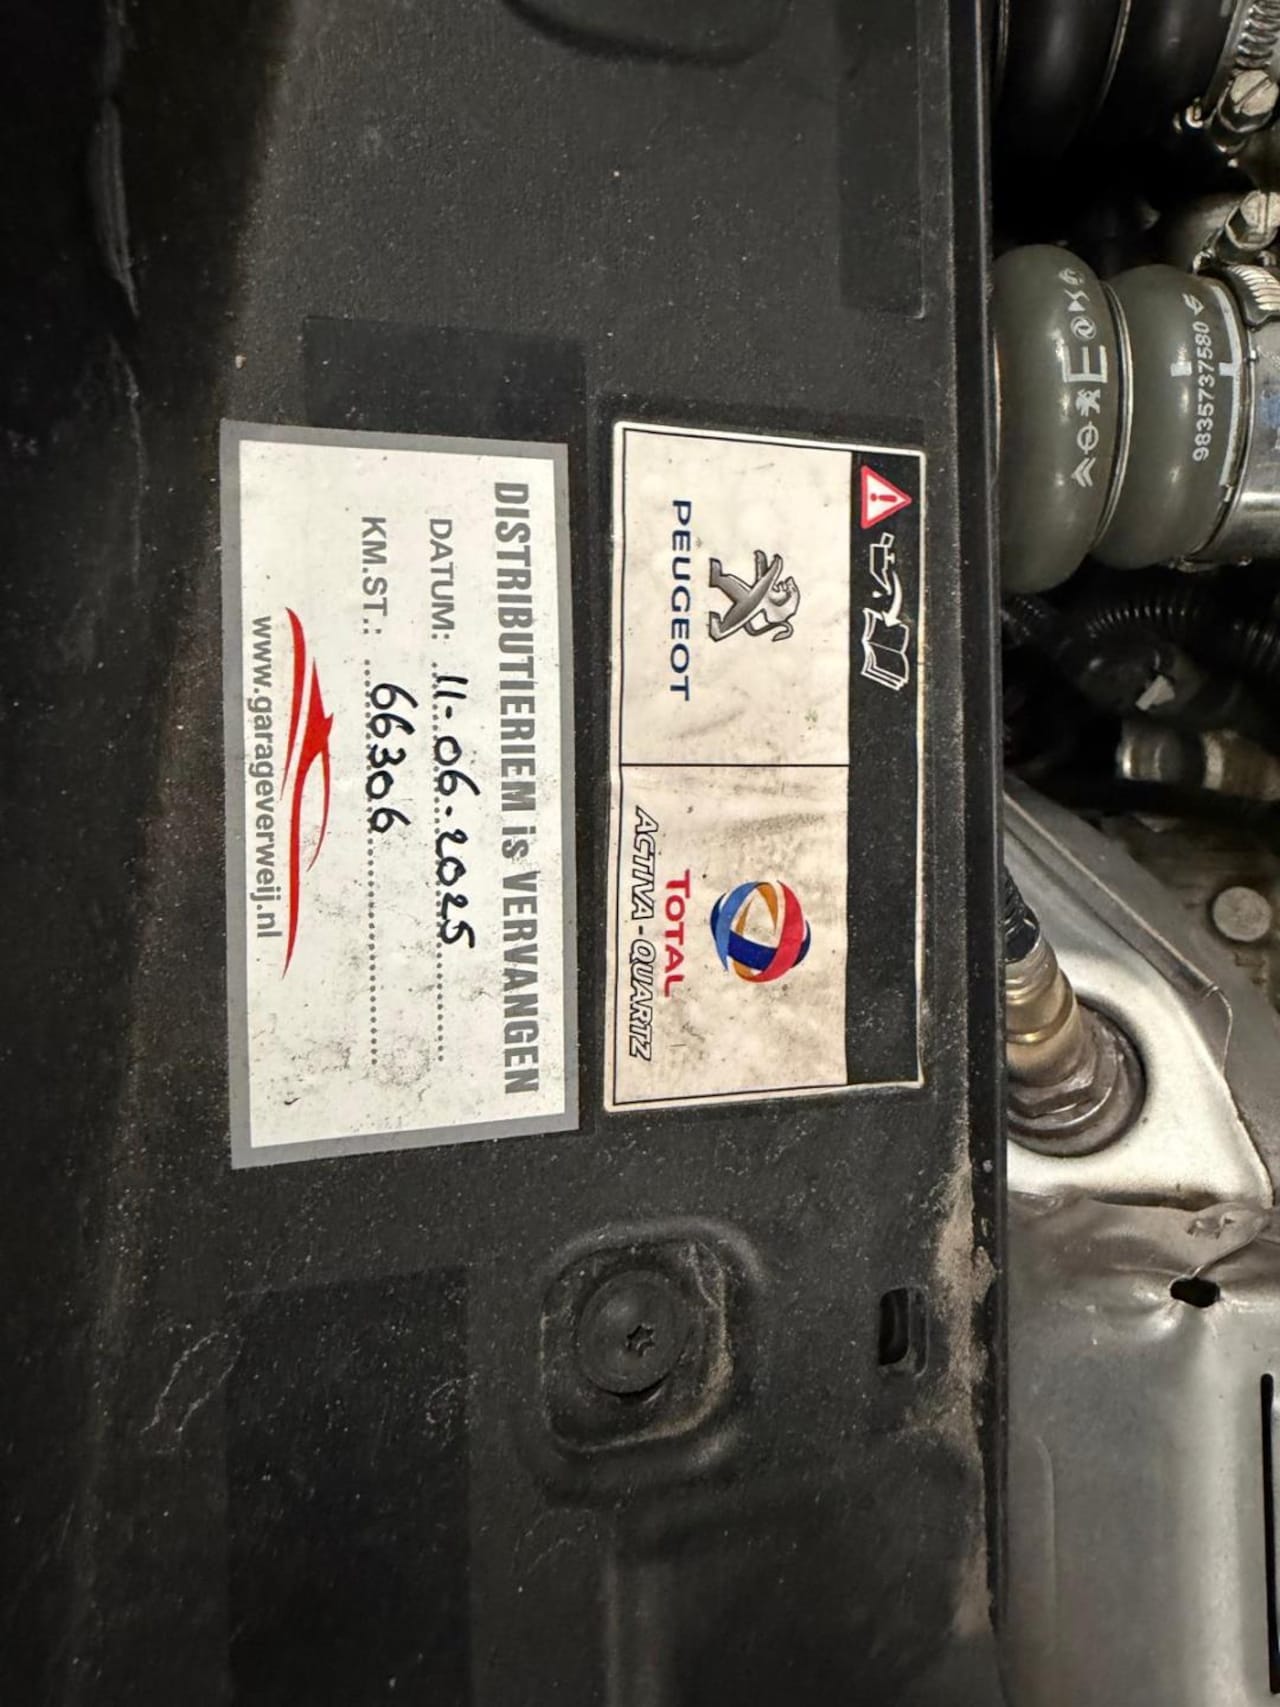 PEUGEOT
TOTAL
ACTIVA - QUARTZ
DISTRIBUTIERIEM is VERVANGEN
DATUM: 11-06-2025
KM.ST.: 66306
www.garageverweij.nl
9835737580